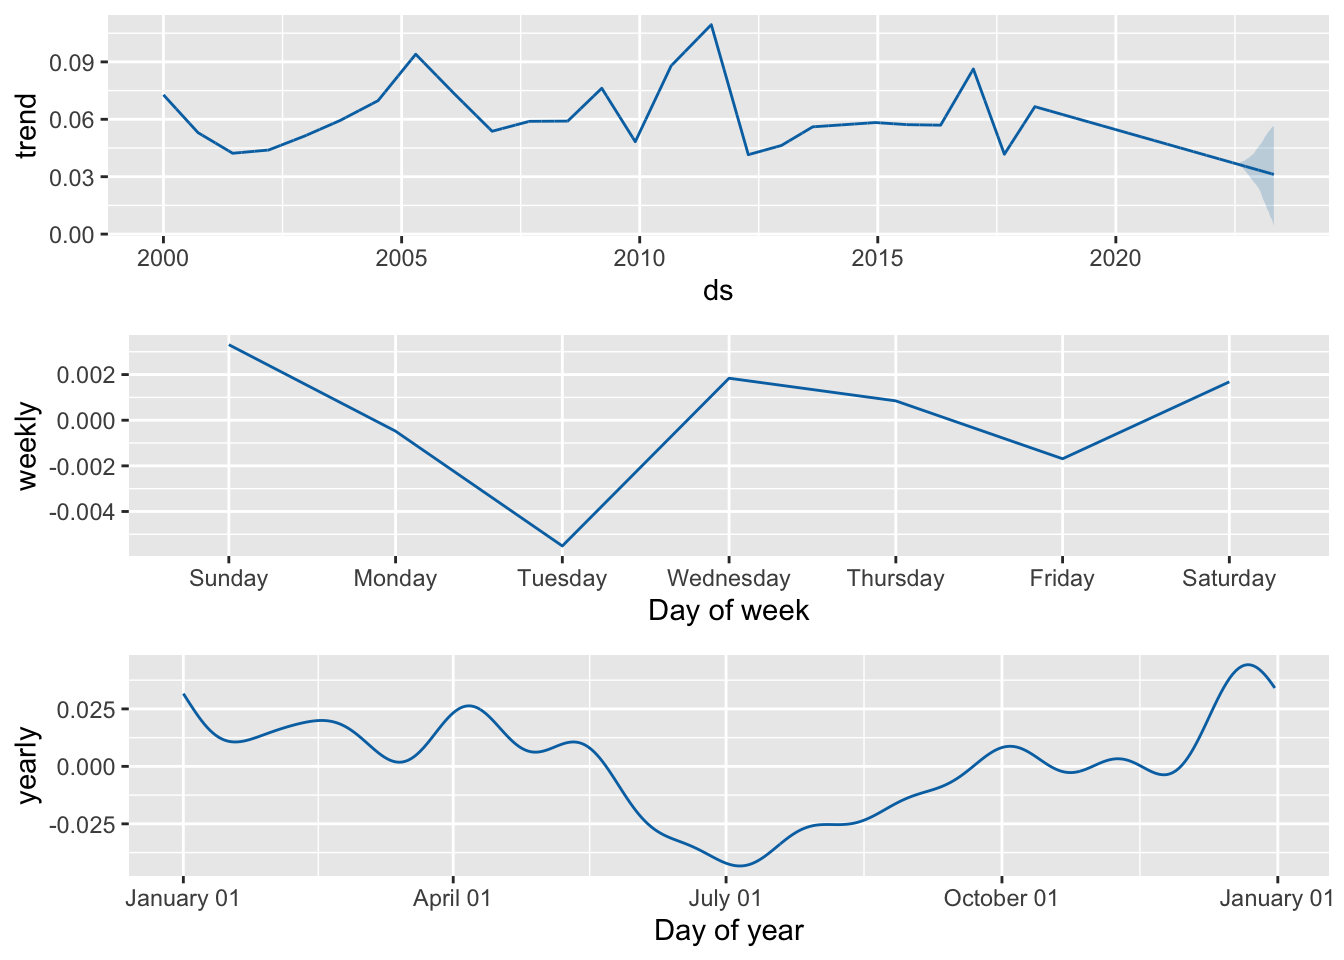 trend
0.09
0.06
0.03
0.00
2000 2005 2010 2015 2020
ds
weekly
0.002
0.000
-0.002
-0.004
Sunday Monday Tuesday Wednesday Thursday Friday Saturday
Day of week
yearly
0.025
0.000
-0.025
January 01 April 01 July 01 October 01 January 01
Day of year